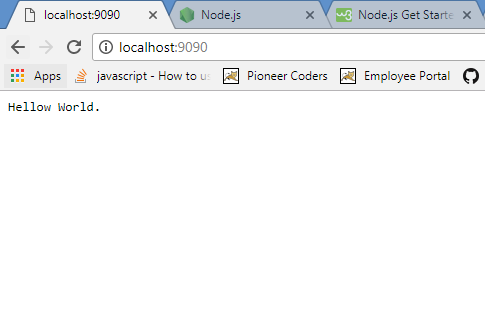 localhost:9090 Node.js Node.js Get Starte
localhost:9090
Apps javascript - How to u Pioneer Coders Employee Portal
Hellow World.